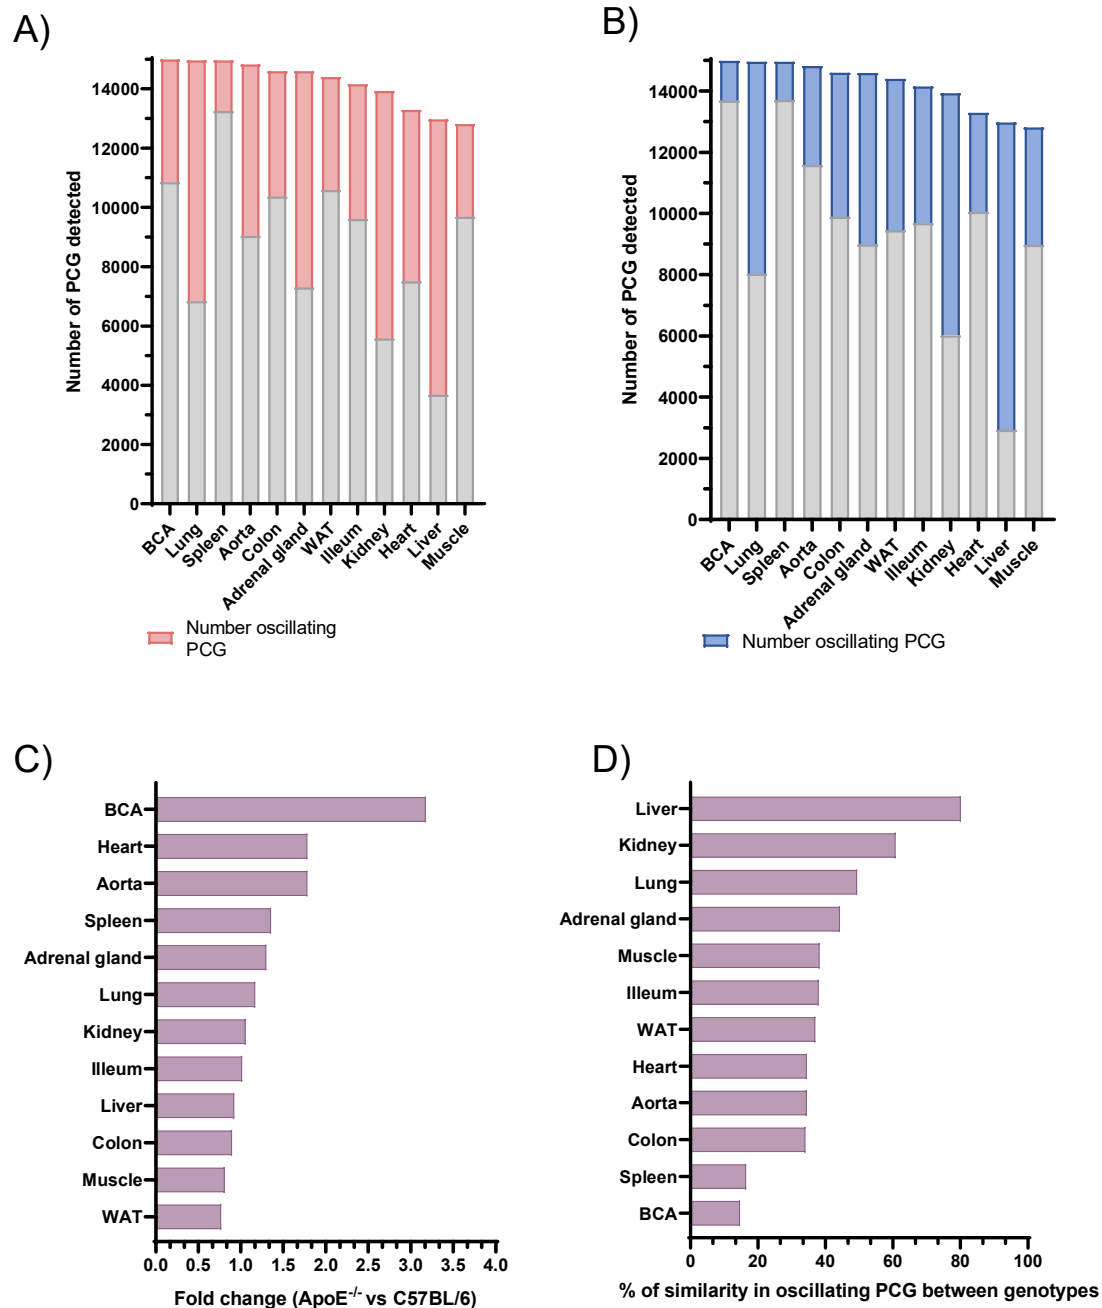 A)
14000
12000
10000
8000
6000
4000
2000
0
Number of PCG detected
BCA
Lung
Spleen
Aorta
Colon
Adrenal gland
WAT
Illeum
Kidney
Heart
Liver
Muscle
Number oscillating
PCG
B)
14000
12000
10000
8000
6000
4000
2000
0
Number of PCG detected
BCA
Lung
Spleen
Aorta
Colon
Adrenal gland
WAT
Illeum
Kidney
Heart
Liver
Muscle
Number oscillating PCG
C)
BCA
Heart
Aorta
Spleen
Adrenal gland
Lung
Kidney
Illeum
Liver
Colon
Muscle
WAT
0.0 0.5 1.0 1.5 2.0 2.5 3.0 3.5 4.0
Fold change (ApoE-/- vs C57BL/6)
D)
Liver
Kidney
Lung
Adrenal gland
Muscle
Illeum
WAT
Heart
Aorta
Colon
Spleen
BCA
0 20 40 60 80 100
% of similarity in oscillating PCG between genotypes